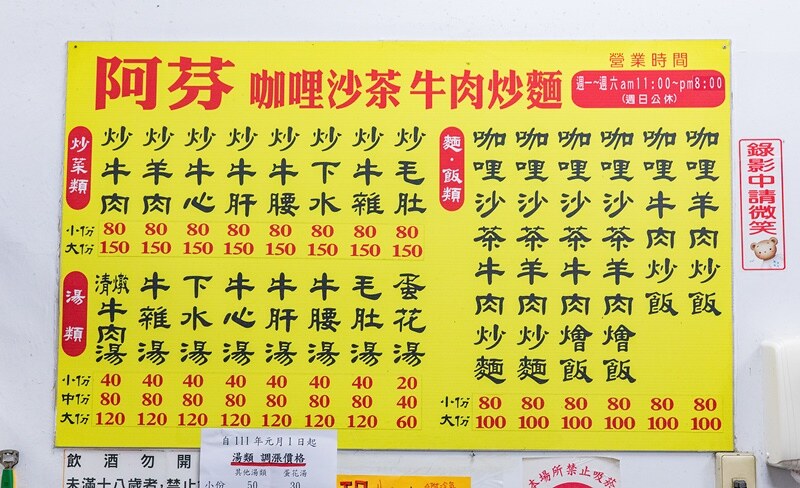 阿芬 咖哩沙茶 牛肉炒麵
營業時間
週一~週六am11:00~pm8:00
(週日公休)
炒菜類
炒牛肉 炒羊肉 炒牛心 炒牛肝 炒牛腰 炒下水 炒牛雜 炒毛肚
小份 80 80 80 80 80 80 80 80
大份 150 150 150 150 150 150 150 150
湯類
清燉牛肉湯 牛雜湯 下水湯 牛心湯 牛肝湯 牛腰湯 毛肚湯 蛋花湯
小份 40 40 40 40 40 40 40 20
中份 80 80 80 80 80 80 80 40
大份 120 120 120 120 120 120 120 60
麵·飯類
咖哩沙茶牛肉炒麵 咖哩沙茶羊肉炒麵 咖哩沙茶牛肉燴飯 咖哩沙茶羊肉燴飯 咖哩牛肉炒飯 咖哩羊肉炒飯
小份 80 80 80 80 80 80
大份 100 100 100 100 100 100
錄影中請微笑
飲酒勿開
未滿十八歲者,禁止
自111年元月1日起
湯類 調漲價格
其他湯類 蛋花湯
小份 50 30
本場所禁止吸菸